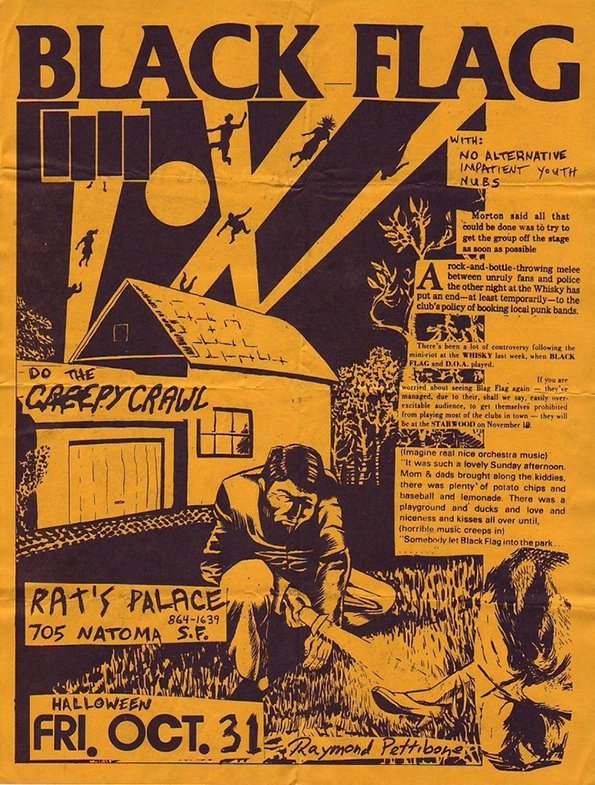 BLACK FLAG
WITH:
NO ALTERNATIVE
IMPATIENT YOUTH
NUBS
Morton said all that
could be done was to try to
get the group off the stage
as soon as possible
A rock-and-bottle-throwing melee
between unruly fans and police
the other night at the Whisky has
put an end—at least temporarily—to the
club's policy of booking local punk bands.
There's been a lot of controversy following the
mini-riot at the WHISKY last week, when BLACK
FLAG and D.O.A. played.
If you are
worried about seeing Blag Flag again — they've
managed, due to their, shall we say, easily over-
excitable audience, to get themselves prohibited
from playing most of the clubs in town — they will
be at the STARWOOD on November 18.
(Imagine real nice orchestra music)
"It was such a lovely Sunday afternoon.
Mom & dads brought along the kiddies,
there was plenty of potato chips and
baseball and lemonade. There was a
playground and ducks and love and
niceness and kisses all over until,
(horrible music creeps in)
"Somebody let Black Flag into the park...
DO THE
CREEPY CRAWL
RAT'S PALACE
864-1639
705 NATOMA S.F.
HALLOWEEN
FRI. OCT. 31
Raymond Pettibone